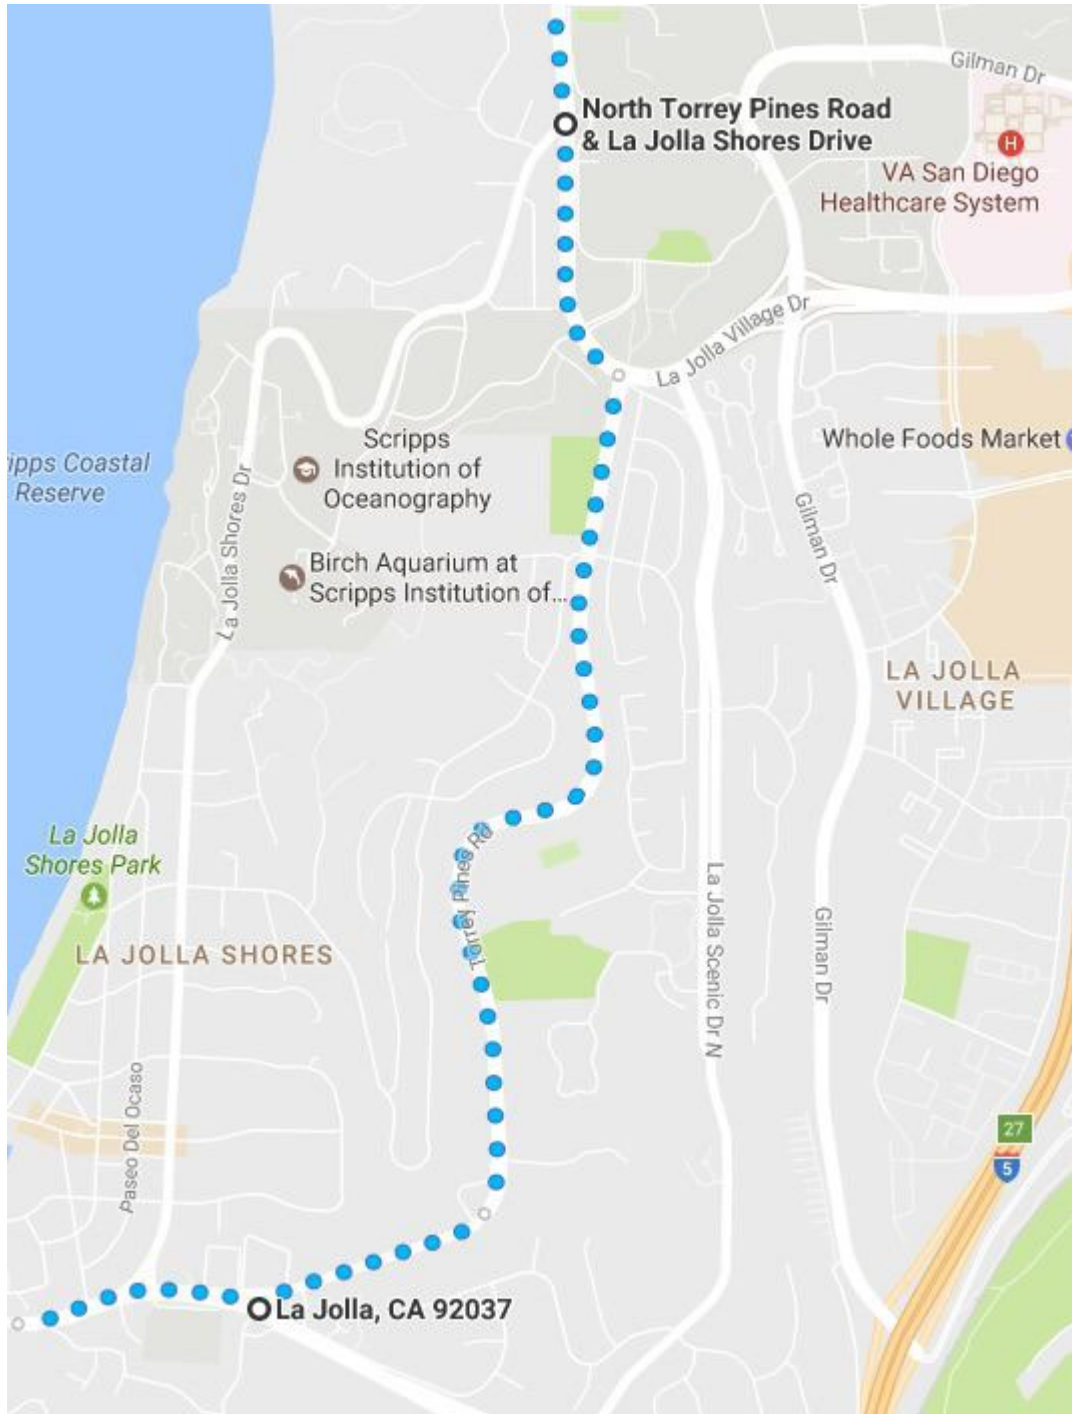 Gilman Dr
North Torrey Pines Road
& La Jolla Shores Drive
H
VA San Diego
Healthcare System
La Jolla Village Dr
Whole Foods Market
Scripps
Institution of
Oceanography
ipps Coastal
Reserve
La Jolla Shores Dr
Gilman Dr
Birch Aquarium at
Scripps Institution of...
LA JOLLA
VILLAGE
La Jolla
Shores Park
Torrey Pines Rd
La Jolla Scenic Dr N
Gilman Dr
LA JOLLA SHORES
Paseo Del Ocaso
27
5
La Jolla, CA 92037